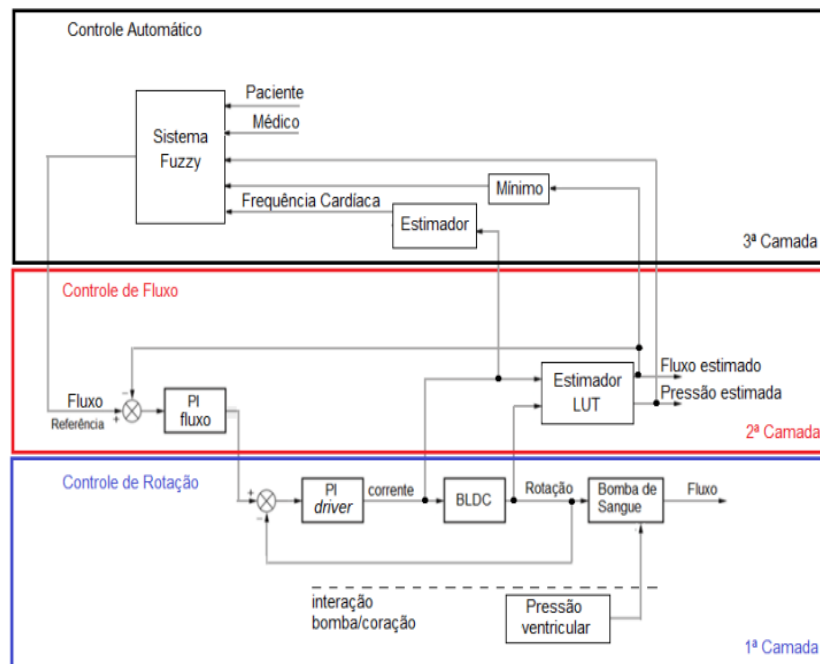 Controle Automático
Paciente
Médico
Sistema
Fuzzy
Mínimo
Frequência Cardíaca
Estimador
3ª Camada
Controle de Fluxo
Fluxo estimado
Estimador
LUT
Pressão estimada
Fluxo
Referência
−
+
PI
fluxo
2ª Camada
Controle de Rotação
+
−
PI
driver
corrente
BLDC
Rotação
Bomba de
Sangue
Fluxo
interação
bomba/coração
Pressão
ventricular
1ª Camada